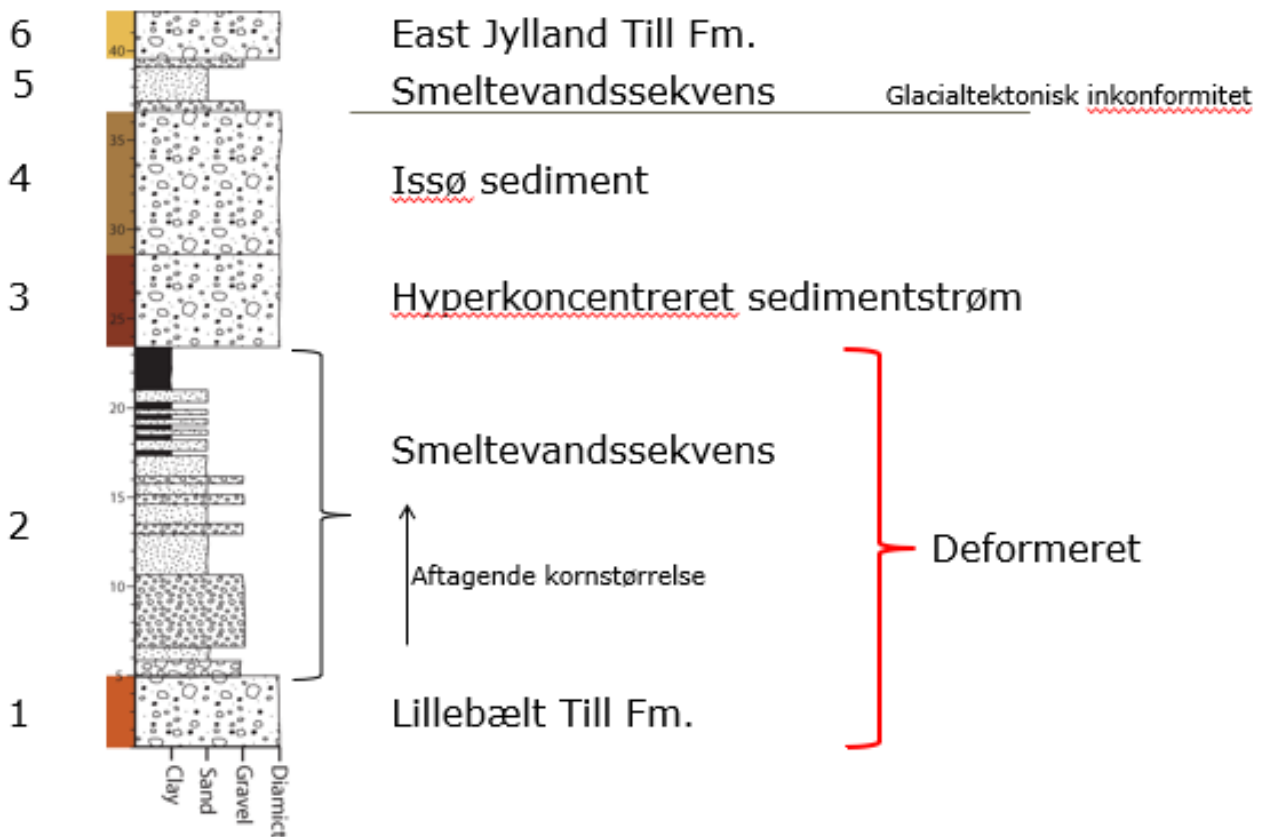 6
East Jylland Till Fm.
40
5
Smeltevandssekvens
Glacialtektonisk inkonformitet
35
4
Issø sediment
30
3
Hyperkoncentreret sedimentstrøm
25
20
Smeltevandssekvens
15
2
Deformeret
Aftagende kornstørrelse
10
5
1
Lillebælt Till Fm.
Clay
Sand
Gravel
Diamict